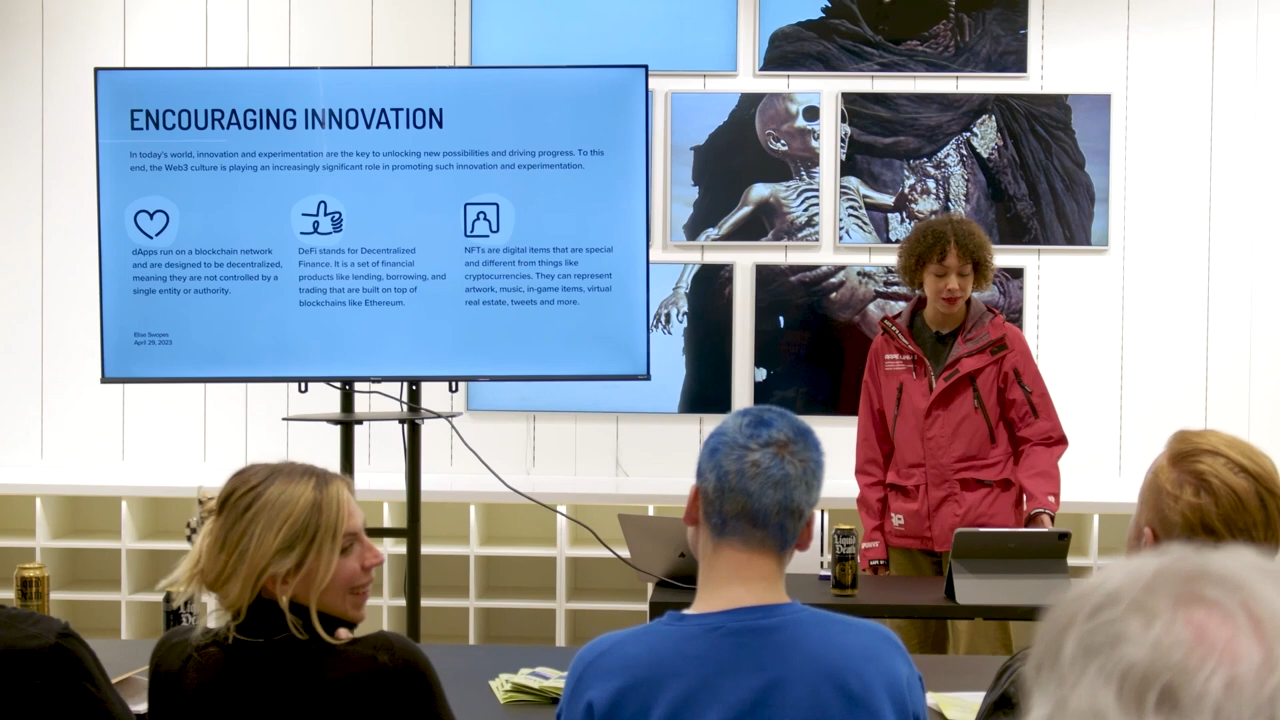 ENCOURAGING INNOVATION
In today's world, innovation and experimentation are the key to unlocking new possibilities and driving progress. To this
end, the Web3 culture is playing an increasingly significant role in promoting such innovation and experimentation.
dApps run on a blockchain network
and are designed to be decentralized,
meaning they are not controlled by a
single entity or authority.
DeFi stands for Decentralized
Finance. It is a set of financial
products like lending, borrowing, and
trading that are built on top of
blockchains like Ethereum.
NFTs are digital items that are special
and different from things like
cryptocurrencies. They can represent
artwork, music, in-game items, virtual
real estate, tweets and more.
Elise Swopes
April 29, 2023
Liquid
Death